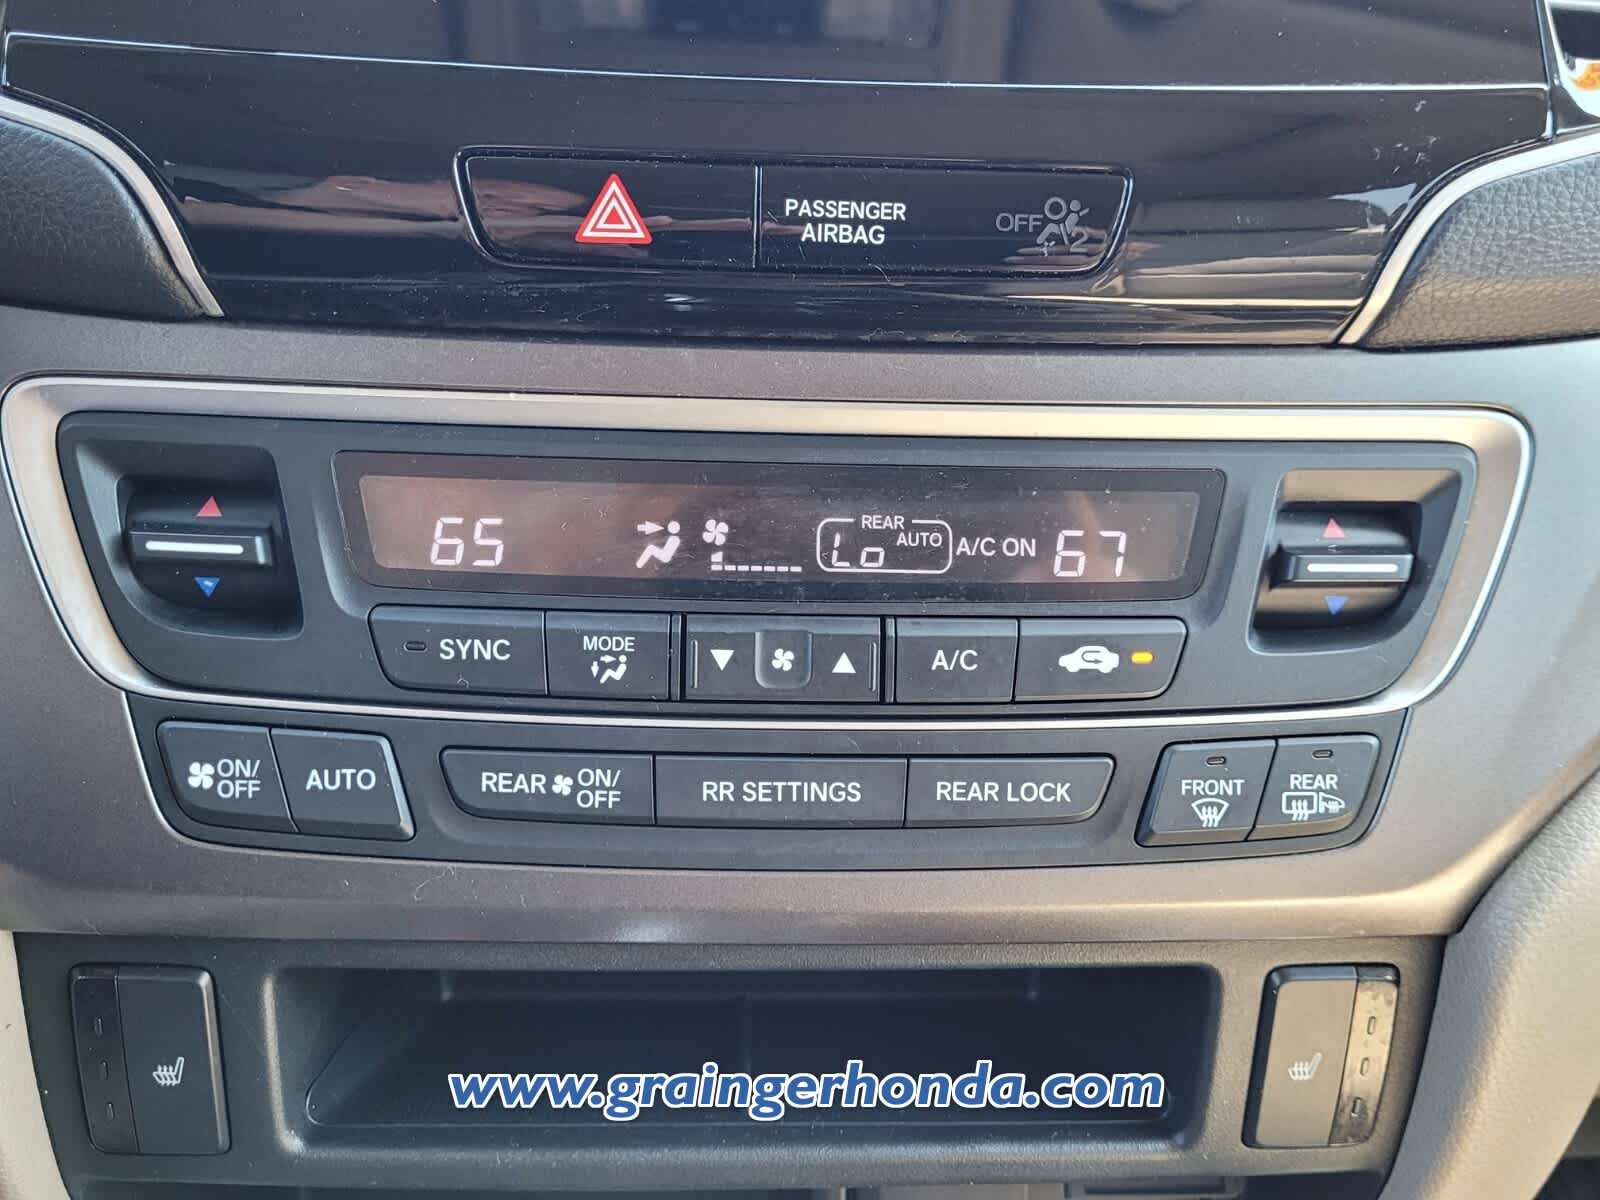 PASSENGER
AIRBAG
OFF
2
65
REAR
Lo AUTO
A/C ON
67
SYNC
MODE
A/C
ON/
OFF
AUTO
REAR
ON/
OFF
RR SETTINGS
REAR LOCK
FRONT
REAR
www.graingerhonda.com